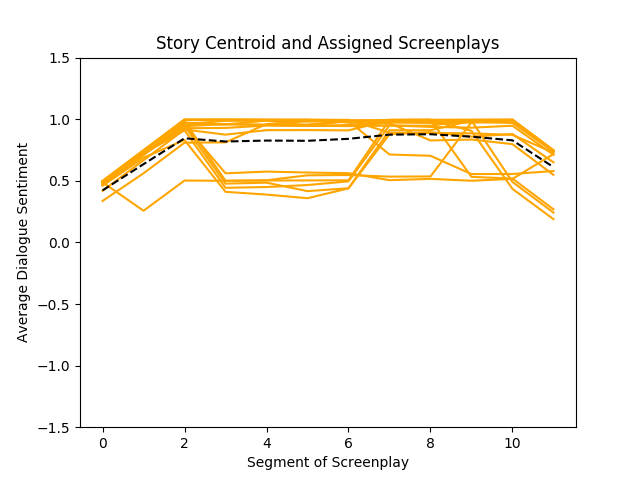 Story Centroid and Assigned Screenplays
1.5
1.0
0.5
0.0
−0.5
−1.0
−1.5
Average Dialogue Sentiment
0 2 4 6 8 10
Segment of Screenplay